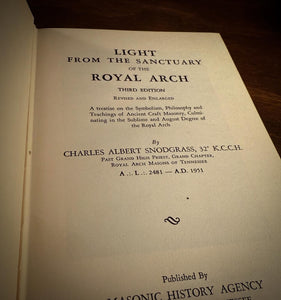 LIGHT
FROM THE SANCTUARY
OF THE
ROYAL ARCH
THIRD EDITION
REVISED AND ENLARGED
A treatise on the Symbolism, Philosophy and
Teachings of Ancient Craft Masonry, Culmi-
nating in the Sublime and August Degree of
the Royal Arch
By
CHARLES ALBERT SNODGRASS, 32° K.C.C.H.
PAST GRAND HIGH PRIEST, GRAND CHAPTER,
ROYAL ARCH MASONS OF TENNESSEE
A∴L∴2481 — A.D. 1951
Published By
MASONIC HISTORY AGENCY